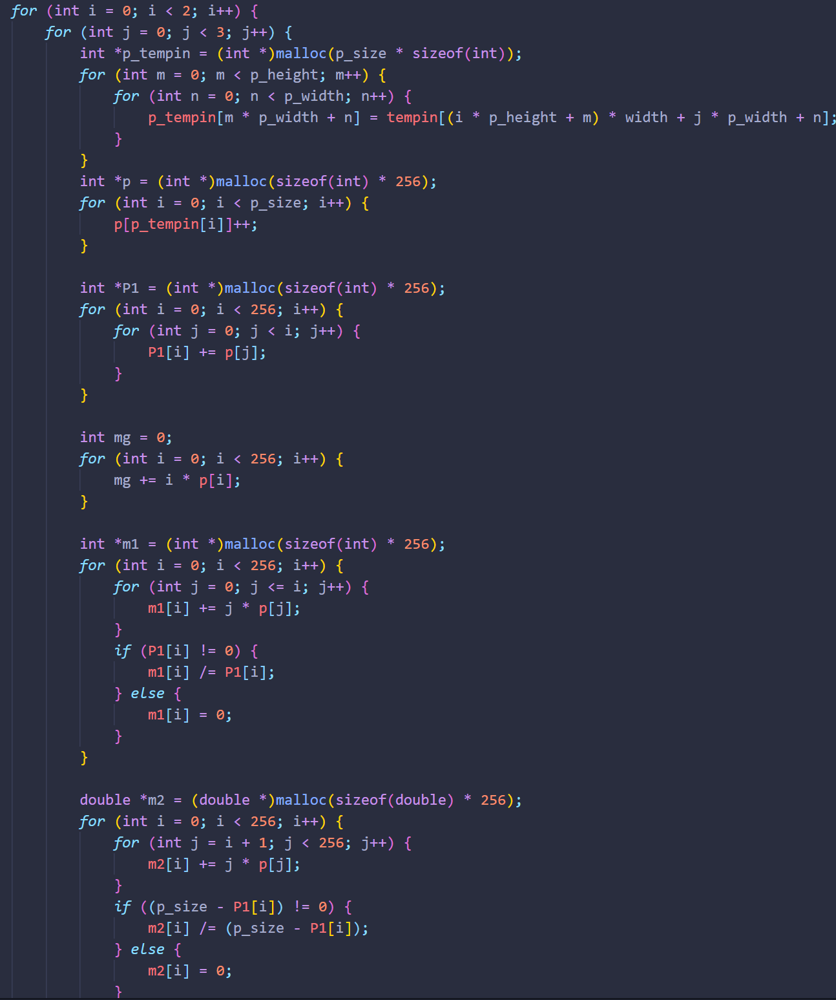 for (int i = 0; i < 2; i++) {
    for (int j = 0; j < 3; j++) {
        int *p_tempin = (int *)malloc(p_size * sizeof(int));
        for (int m = 0; m < p_height; m++) {
            for (int n = 0; n < p_width; n++) {
                p_tempin[m * p_width + n] = tempin[(i * p_height + m) * width + j * p_width + n];
            }
        }
        int *p = (int *)malloc(sizeof(int) * 256);
        for (int i = 0; i < p_size; i++) {
            p[p_tempin[i]]++;
        }

        int *P1 = (int *)malloc(sizeof(int) * 256);
        for (int i = 0; i < 256; i++) {
            for (int j = 0; j < i; j++) {
                P1[i] += p[j];
            }
        }

        int mg = 0;
        for (int i = 0; i < 256; i++) {
            mg += i * p[i];
        }

        int *m1 = (int *)malloc(sizeof(int) * 256);
        for (int i = 0; i < 256; i++) {
            for (int j = 0; j <= i; j++) {
                m1[i] += j * p[j];
            }
            if (P1[i] != 0) {
                m1[i] /= P1[i];
            } else {
                m1[i] = 0;
            }
        }

        double *m2 = (double *)malloc(sizeof(double) * 256);
        for (int i = 0; i < 256; i++) {
            for (int j = i + 1; j < 256; j++) {
                m2[i] += j * p[j];
            }
            if ((p_size - P1[i]) != 0) {
                m2[i] /= (p_size - P1[i]);
            } else {
                m2[i] = 0;
            }